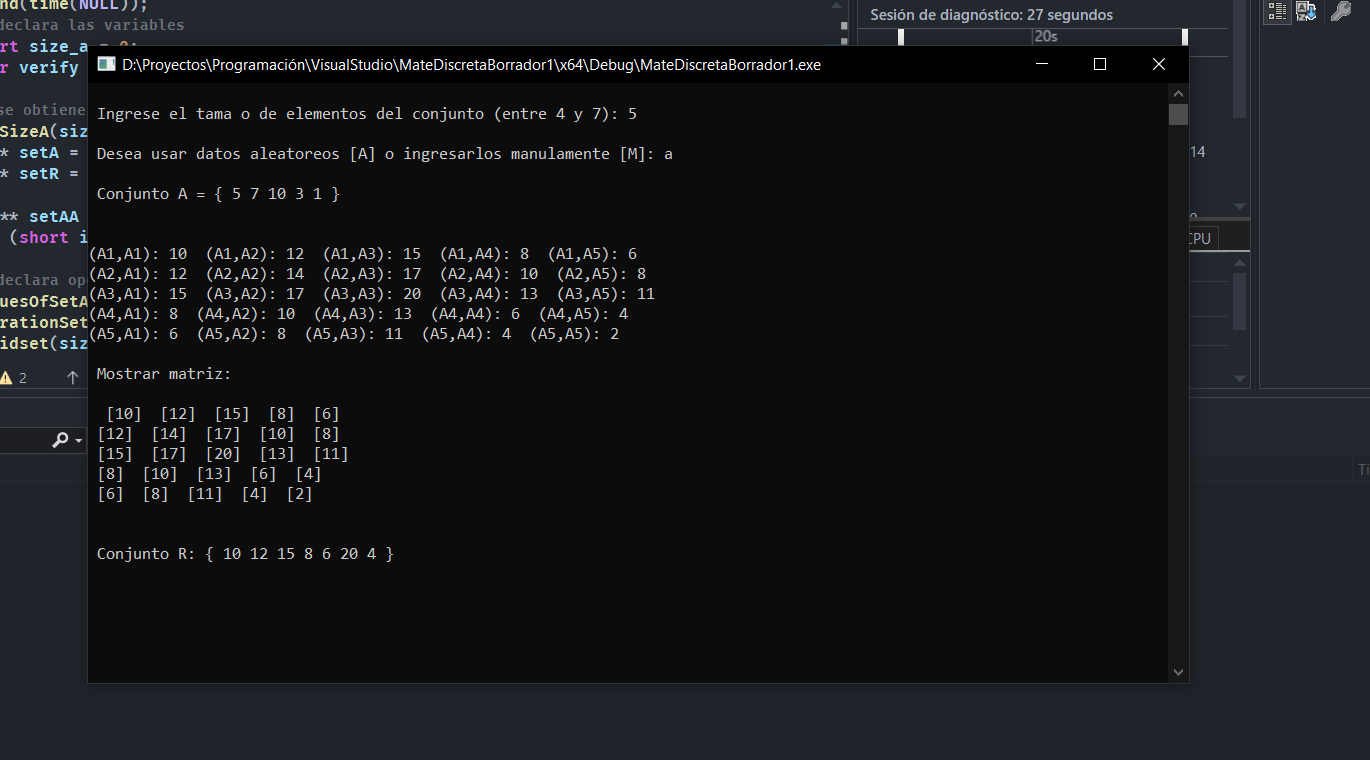 nd(time(NULL));
declara las variables
rt size_a = 0;
r verify
se obtiene
SizeA(siz
* setA =
* setR =
** setAA
(short i
declara op
uesOfSetA
rationSet
idset(siz
2
Sesión de diagnóstico: 27 segundos
20s
14
CPU
D:\Proyectos\Programación\VisualStudio\MateDiscretaBorrador1\x64\Debug\MateDiscretaBorrador1.exe
Ingrese el tama o de elementos del conjunto (entre 4 y 7): 5
Desea usar datos aleatoreos [A] o ingresarlos manulamente [M]: a
Conjunto A = { 5 7 10 3 1 }
(A1,A1): 10  (A1,A2): 12  (A1,A3): 15  (A1,A4): 8  (A1,A5): 6
(A2,A1): 12  (A2,A2): 14  (A2,A3): 17  (A2,A4): 10  (A2,A5): 8
(A3,A1): 15  (A3,A2): 17  (A3,A3): 20  (A3,A4): 13  (A3,A5): 11
(A4,A1): 8  (A4,A2): 10  (A4,A3): 13  (A4,A4): 6  (A4,A5): 4
(A5,A1): 6  (A5,A2): 8  (A5,A3): 11  (A5,A4): 4  (A5,A5): 2
Mostrar matriz:
[10]  [12]  [15]  [8]  [6]
[12]  [14]  [17]  [10]  [8]
[15]  [17]  [20]  [13]  [11]
[8]  [10]  [13]  [6]  [4]
[6]  [8]  [11]  [4]  [2]
Conjunto R: { 10 12 15 8 6 20 4 }
Ti